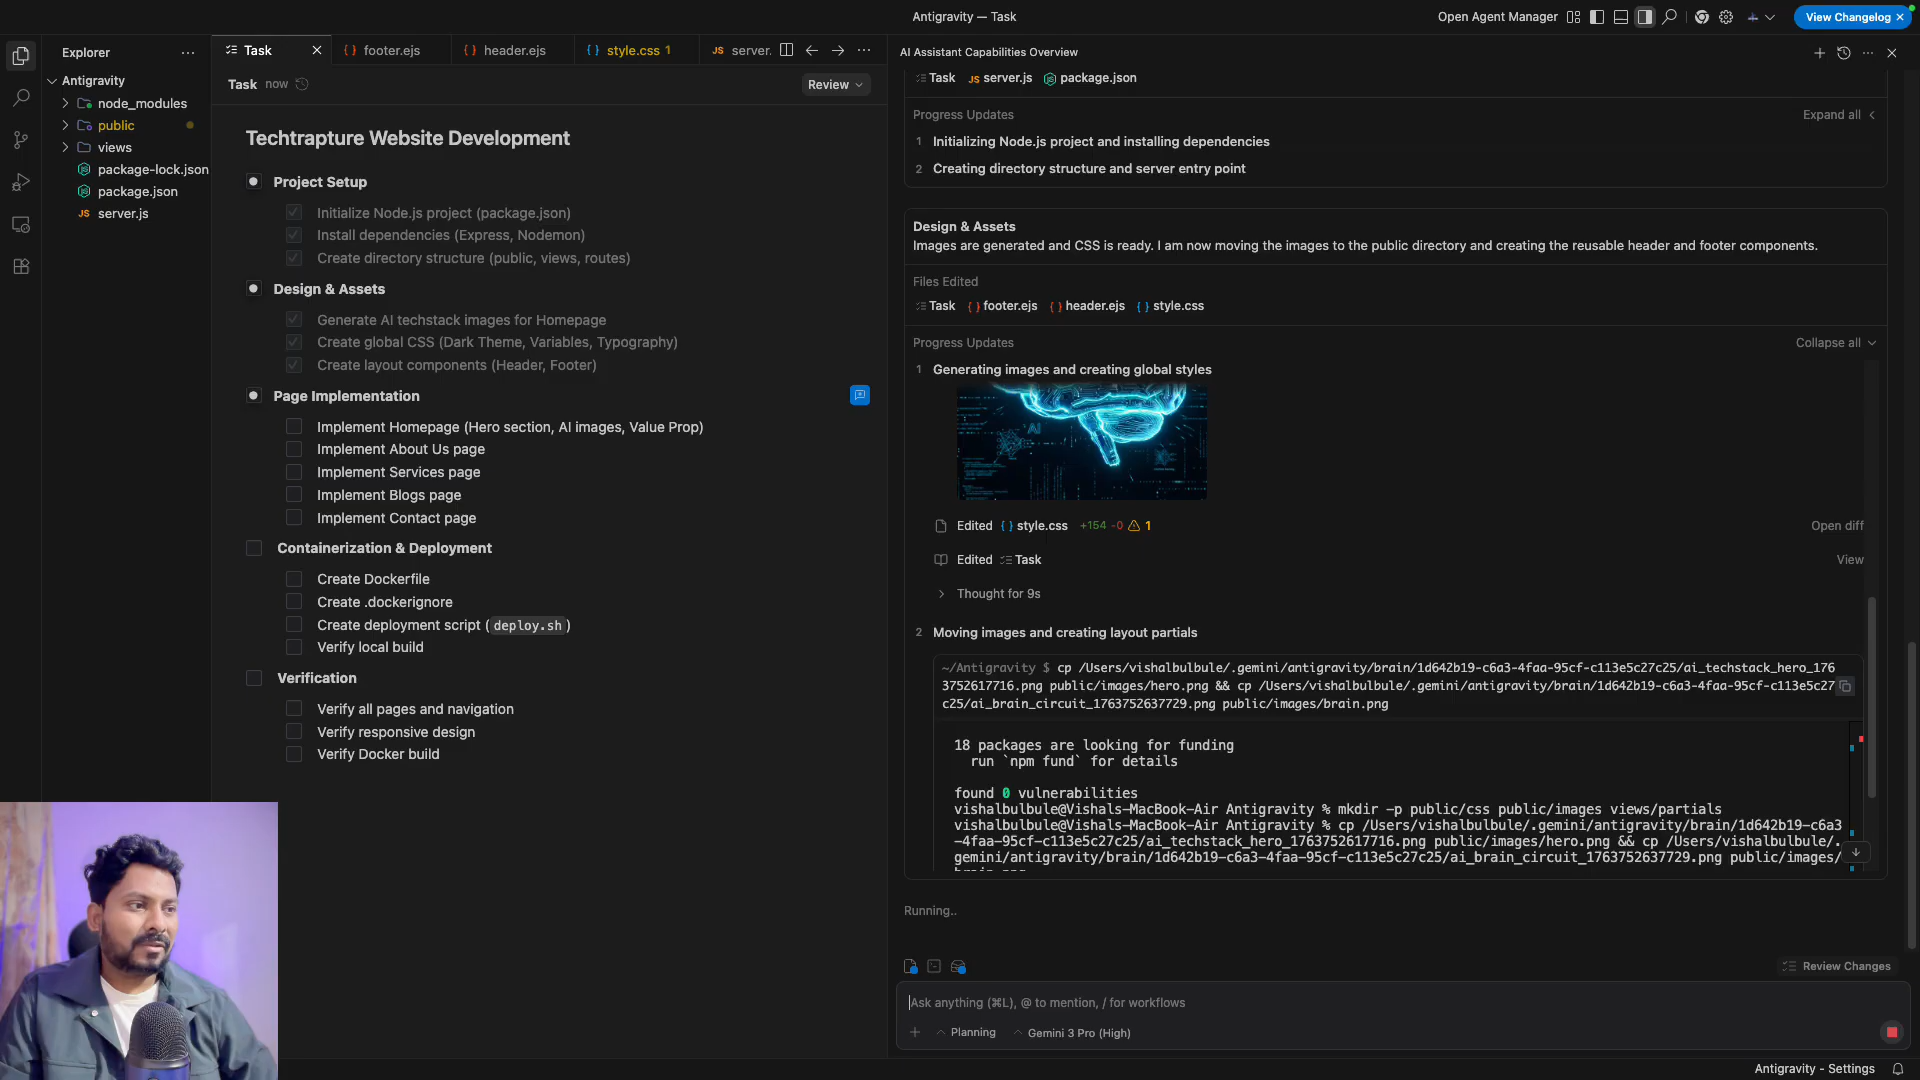 Antigravity — Task
Open Agent Manager
View Changelog
Explorer
Antigravity
node_modules
public
views
package-lock.json
package.json
JS server.js
Task
footer.ejs
header.ejs
style.css 1
JS server.
Task now
Review
Techtrapture Website Development
Project Setup
Initialize Node.js project (package.json)
Install dependencies (Express, Nodemon)
Create directory structure (public, views, routes)
Design & Assets
Generate AI techstack images for Homepage
Create global CSS (Dark Theme, Variables, Typography)
Create layout components (Header, Footer)
Page Implementation
Implement Homepage (Hero section, AI images, Value Prop)
Implement About Us page
Implement Services page
Implement Blogs page
Implement Contact page
Containerization & Deployment
Create Dockerfile
Create .dockerignore
Create deployment script (deploy.sh)
Verify local build
Verification
Verify all pages and navigation
Verify responsive design
Verify Docker build
AI Assistant Capabilities Overview
Task JS server.js package.json
Progress Updates
Expand all
1 Initializing Node.js project and installing dependencies
2 Creating directory structure and server entry point
Design & Assets
Images are generated and CSS is ready. I am now moving the images to the public directory and creating the reusable header and footer components.
Files Edited
Task { } footer.ejs { } header.ejs { } style.css
Progress Updates
Collapse all
1 Generating images and creating global styles
AI
Edited { } style.css +154 -0 1
Open diff
Edited Task
View
Thought for 9s
2 Moving images and creating layout partials
~/Antigravity $ cp /Users/vishalbulbule/.gemini/antigravity/brain/1d642b19-c6a3-4faa-95cf-c113e5c27c25/ai_techstack_hero_176
3752617716.png public/images/hero.png && cp /Users/vishalbulbule/.gemini/antigravity/brain/1d642b19-c6a3-4faa-95cf-c113e5c27
c25/ai_brain_circuit_1763752637729.png public/images/brain.png
18 packages are looking for funding
run `npm fund` for details
found 0 vulnerabilities
vishalbulbule@Vishals-MacBook-Air Antigravity % mkdir -p public/css public/images views/partials
vishalbulbule@Vishals-MacBook-Air Antigravity % cp /Users/vishalbulbule/.gemini/antigravity/brain/1d642b19-c6a3
-4faa-95cf-c113e5c27c25/ai_techstack_hero_1763752617716.png public/images/hero.png && cp /Users/vishalbulbule/.
gemini/antigravity/brain/1d642b19-c6a3-4faa-95cf-c113e5c27c25/ai_brain_circuit_1763752637729.png public/images/
Running..
Review Changes
Ask anything (⌘L), @ to mention, / for workflows
Planning
Gemini 3 Pro (High)
Antigravity - Settings